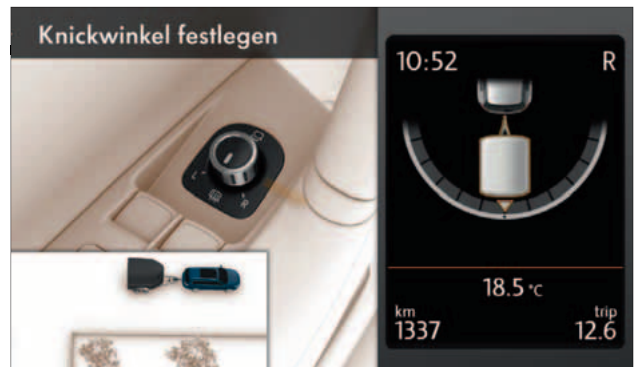 Knickwinkel festlegen
10:52 R
L R
18.5 °C
km trip
1337 12.6